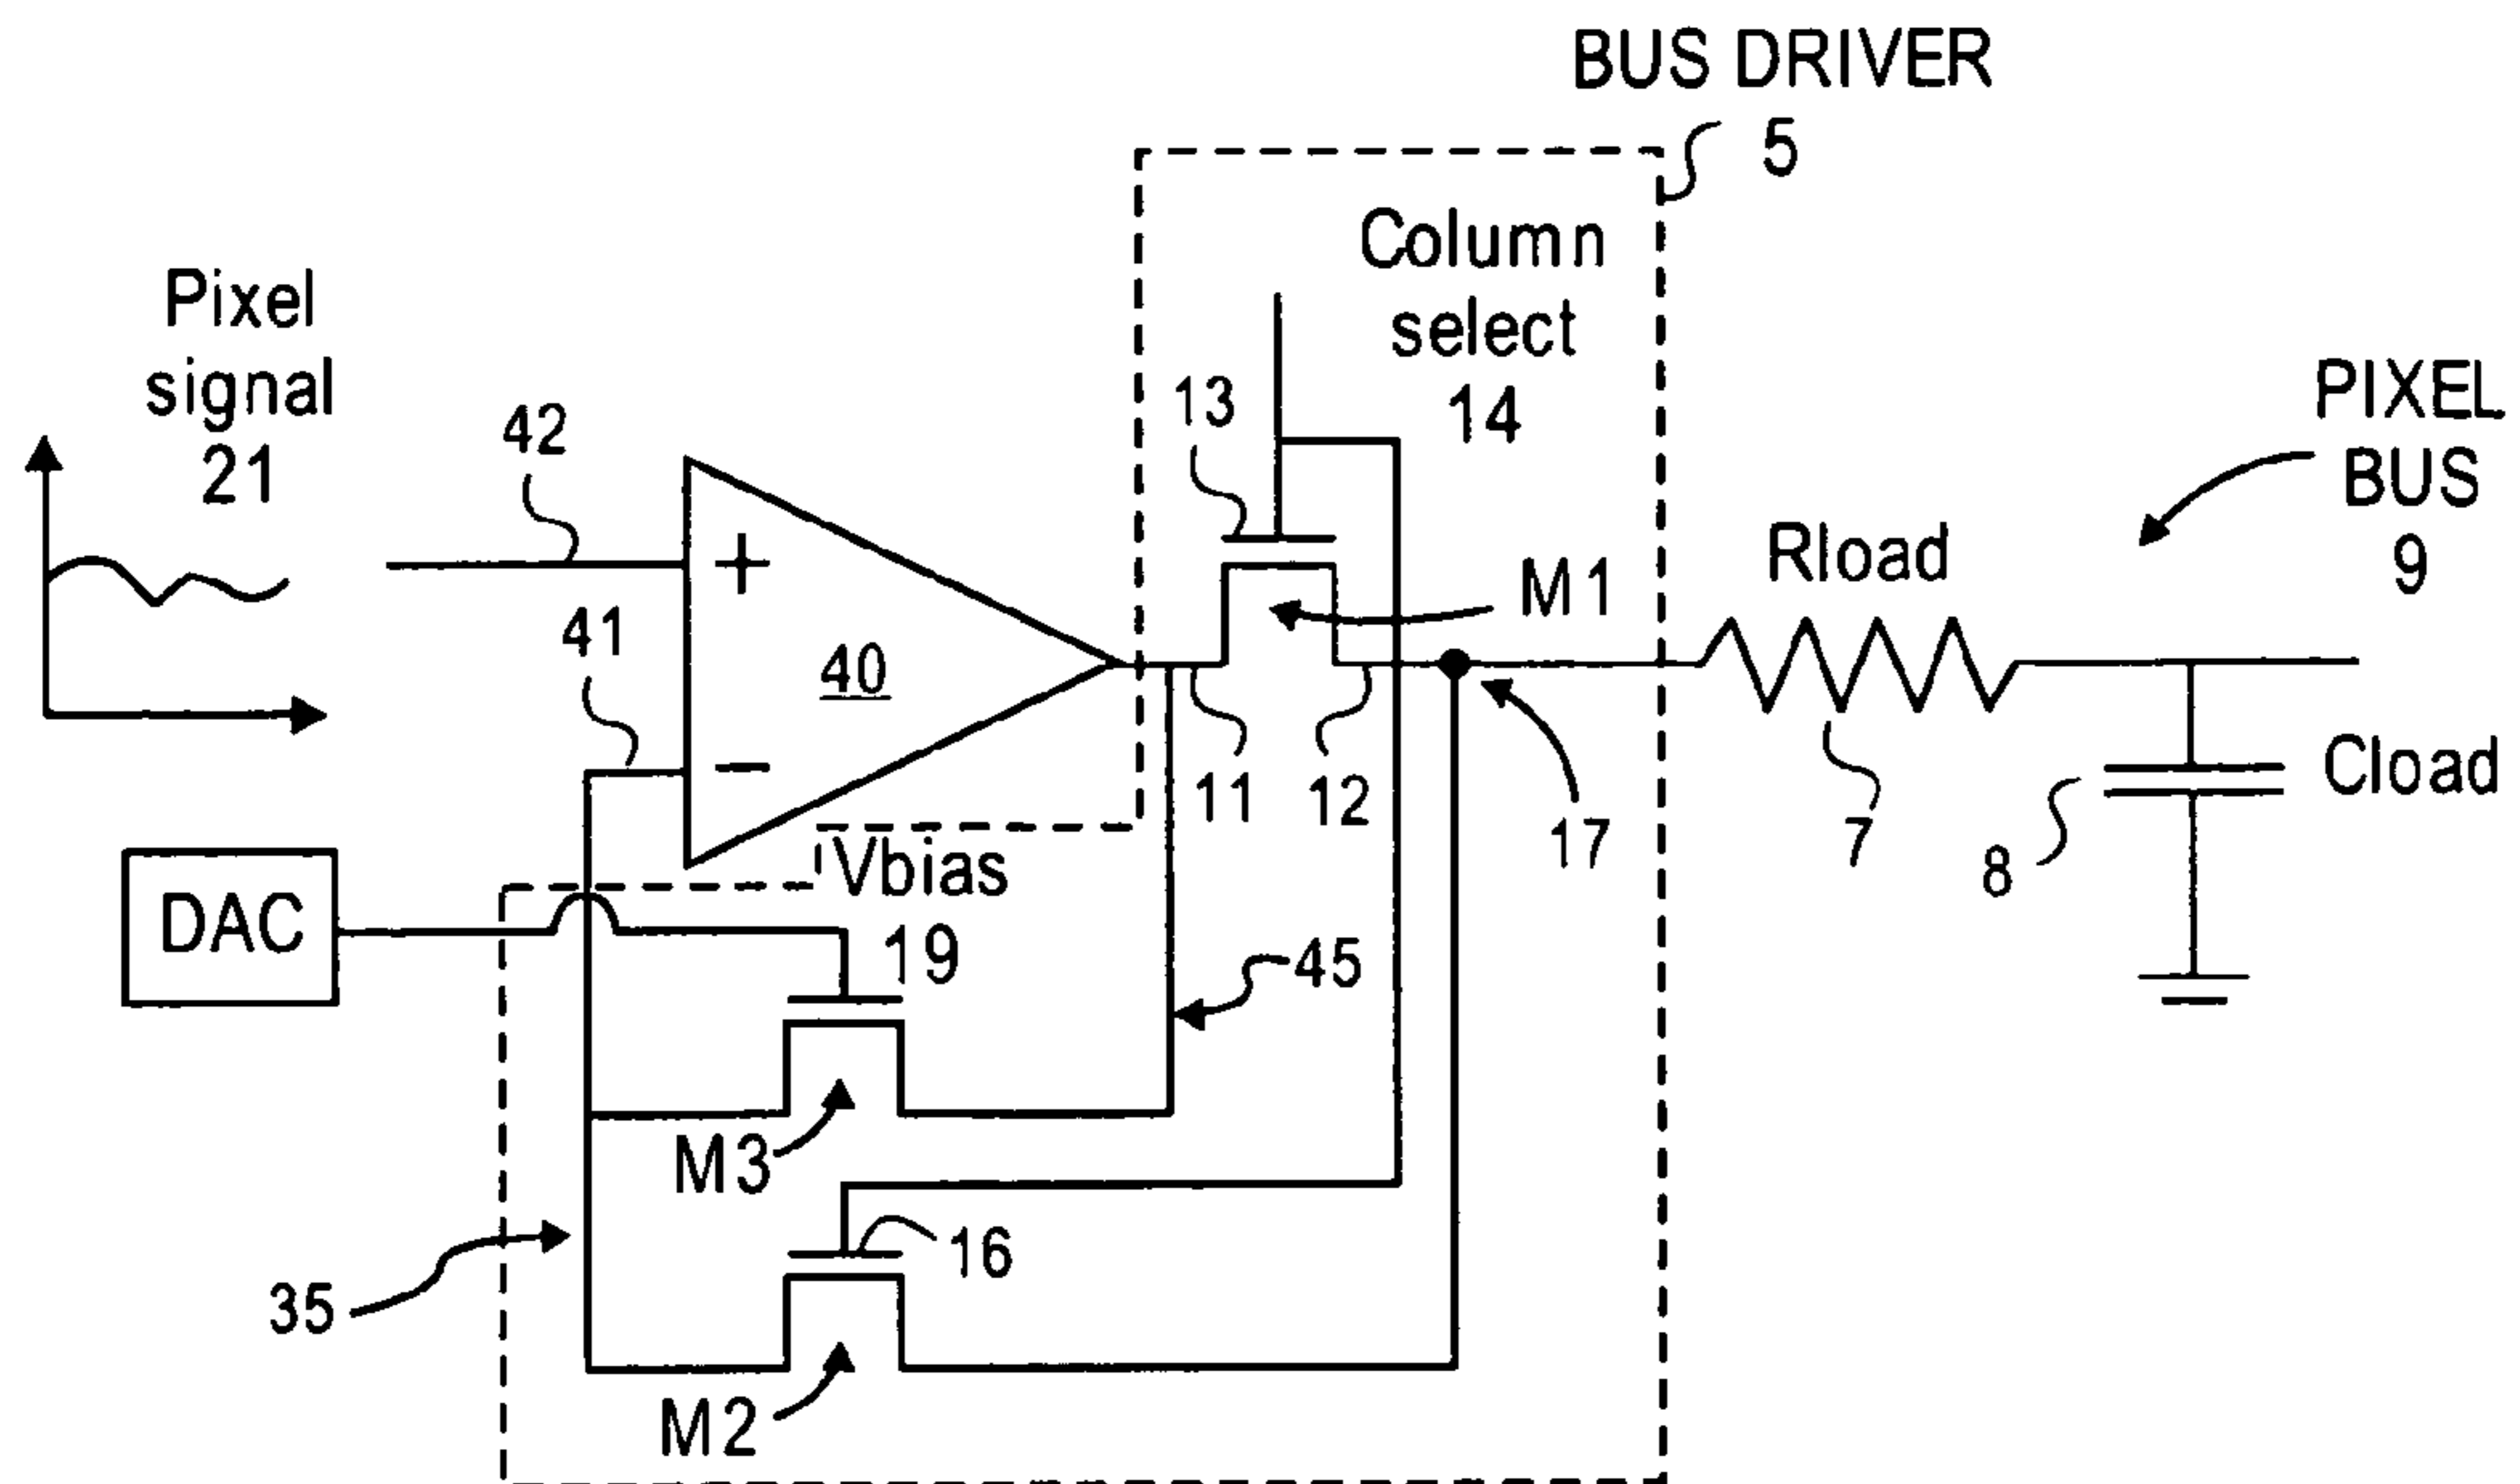 BUS DRIVER
5
Column
select
14
Pixel
signal
21
13
42
PIXEL
BUS
9
Rload
M1
41
+
40
−
11
12
17
7
8
Cload
Vbias
19
DAC
45
M3
16
35
M2